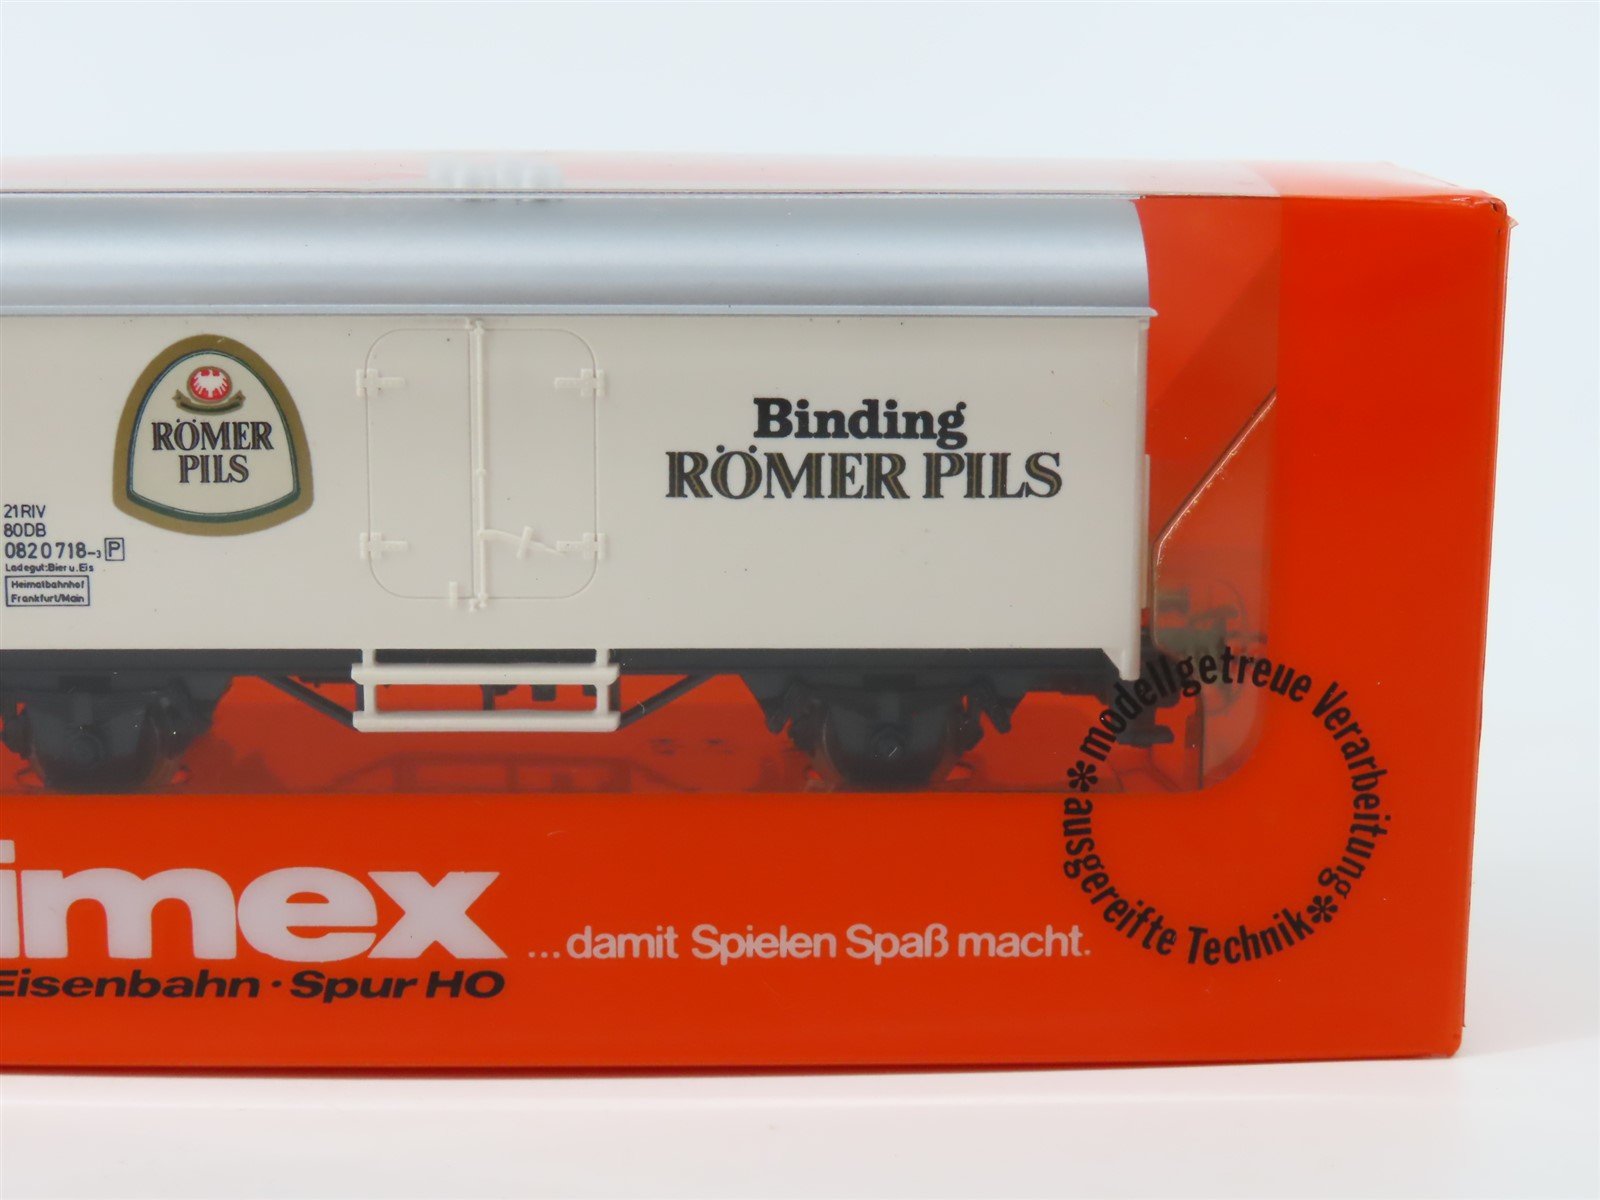 RÖMER
PILS
Binding
RÖMER PILS
21 RIV
80 DB
082 0 718-3 P
Ladegut: Bier u. Eis
Heimatbahnhof
Frankfurt/Main
modellgetreue Verarbeitung
ausgereifte Technik
imex
...damit Spielen Spaß macht.
Eisenbahn · Spur HO